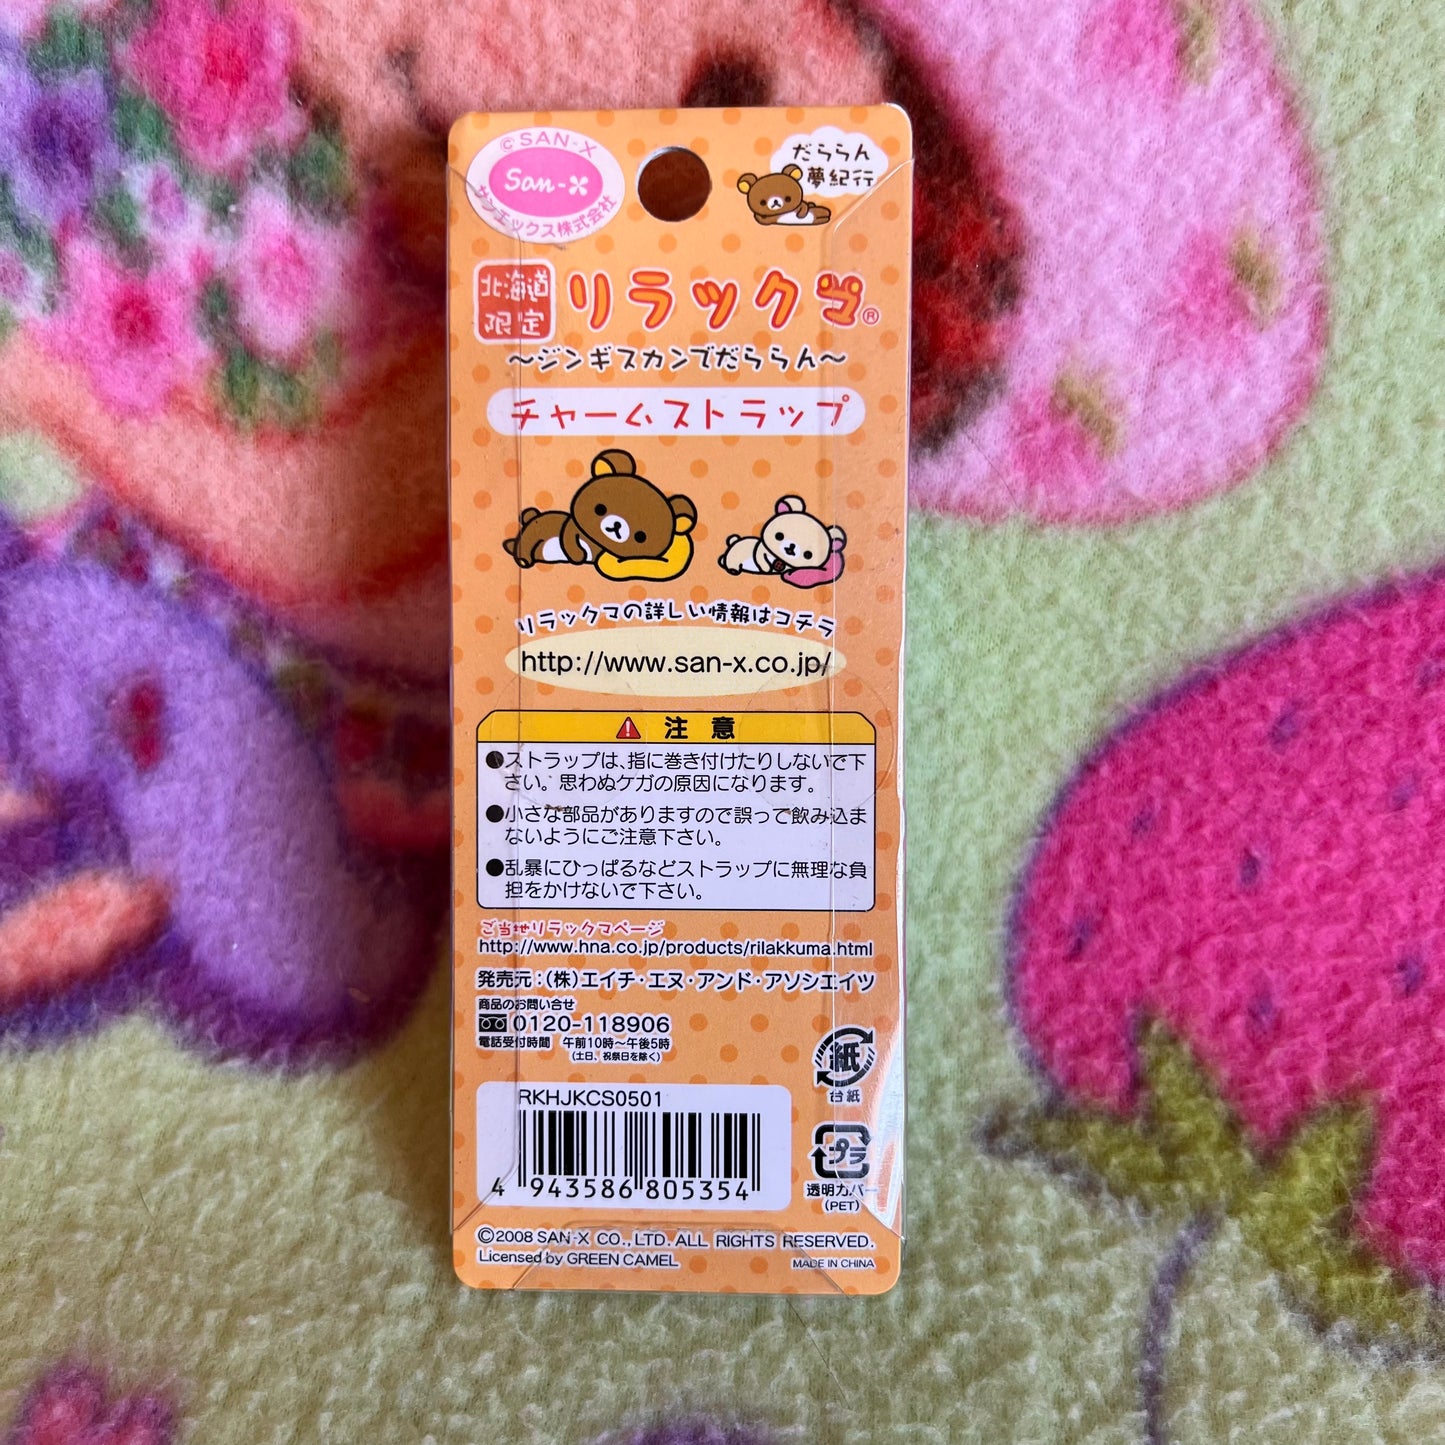 ©SAN-X
San-X
サンエックス株式会社
だららん
夢紀行
北海道
限定
リラックマ®
～ジンギスカンでだららん～
チャームストラップ
リラックマの詳しい情報はコチラ
http://www.san-x.co.jp/
注意
●ストラップは、指に巻き付けたりしないで下
さい。思わぬケガの原因になります。
●小さな部品がありますので誤って飲み込ま
ないようにご注意下さい。
●乱暴にひっぱるなどストラップに無理な負
担をかけないで下さい。
ご当地リラックマページ
http://www.hna.co.jp/products/rilakkuma.html
発売元：(株)エイチ・エヌ・アンド・アソシエイツ
商品のお問い合せ
0120-118906
電話受付時間 午前10時～午後5時
(土日、祝祭日を除く)
紙
台紙
RKHJKCS0501
4 943586 805354
プラ
透明カバー
(PET)
©2008 SAN-X CO., LTD. ALL RIGHTS RESERVED.
Licensed by GREEN CAMEL
MADE IN CHINA